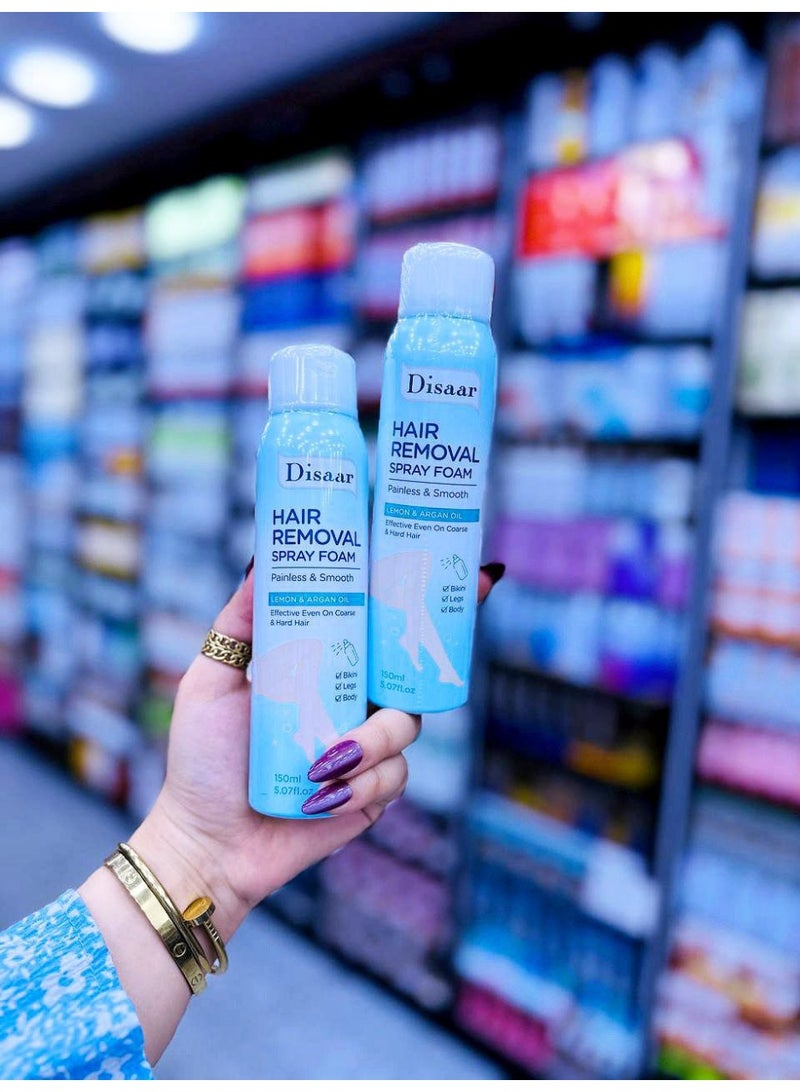 Disaar
HAIR
REMOVAL
SPRAY FOAM
Painless & Smooth
LEMON & ARGAN OIL
Effective Even On Coarse
& Hard Hair
Bikini
Legs
Body
150ml
5.07fl.oz
Disaar
HAIR
REMOVAL
SPRAY FOAM
Painless & Smooth
LEMON & ARGAN OIL
Effective Even On Coarse
& Hard Hair
Bikini
Legs
Body
150ml
5.07fl.oz